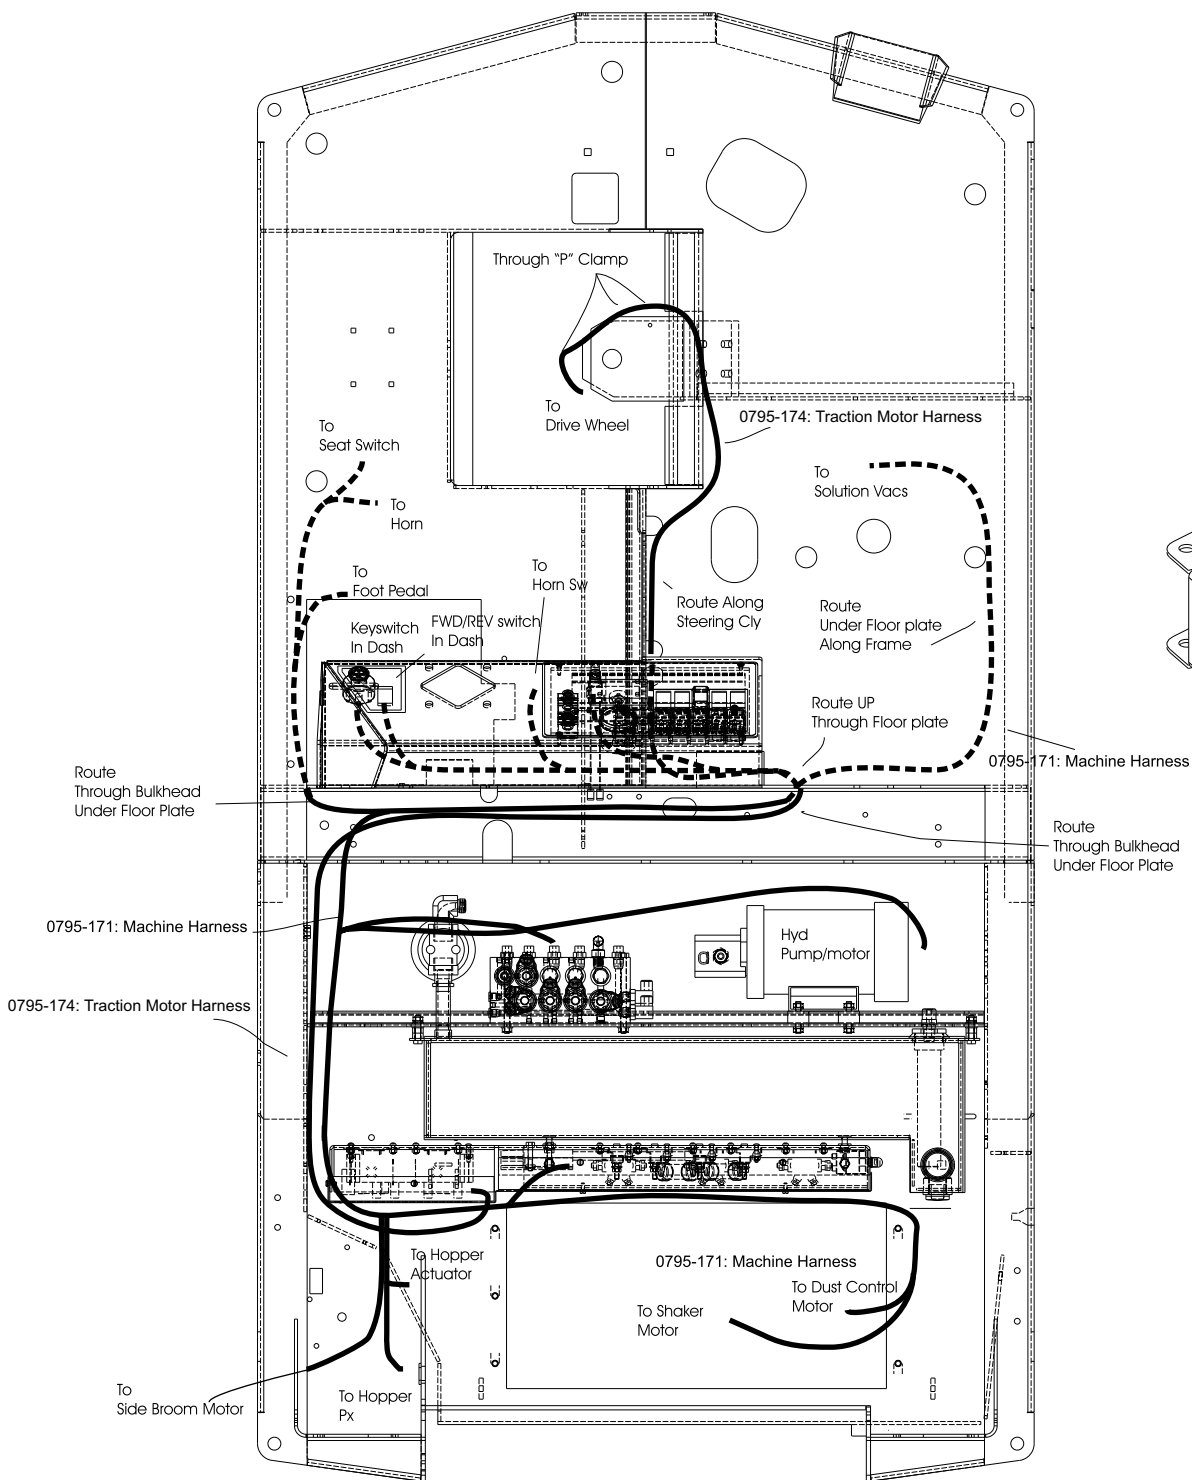 Through "P" Clamp
To
Drive Wheel
0795-174: Traction Motor Harness
To
Seat Switch
To
Solution Vacs
To
Horn
To
Foot Pedal
To
Horn Sw
Route Along
Steering Cly
Route
Under Floor plate
Along Frame
Keyswitch
In Dash
FWD/REV switch
In Dash
Route UP
Through Floor plate
0795-171: Machine Harness
Route
Through Bulkhead
Under Floor Plate
Route
Through Bulkhead
Under Floor Plate
0795-171: Machine Harness
Hyd
Pump/motor
0795-174: Traction Motor Harness
To Hopper
Actuator
0795-171: Machine Harness
To Dust Control
Motor
To Shaker
Motor
To
Side Broom Motor
To Hopper
Px